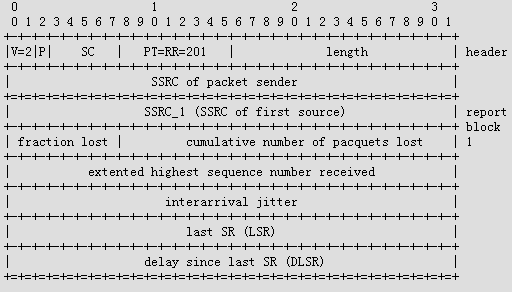 0 1 2 3
0 1 2 3 4 5 6 7 8 9 0 1 2 3 4 5 6 7 8 9 0 1 2 3 4 5 6 7 8 9 0 1
+-+-+-+-+-+-+-+-+-+-+-+-+-+-+-+-+-+-+-+-+-+-+-+-+-+-+-+-+-+-+-+-+
|V=2|P| SC | PT=RR=201 | length | header
+-+-+-+-+-+-+-+-+-+-+-+-+-+-+-+-+-+-+-+-+-+-+-+-+-+-+-+-+-+-+-+-+
| SSRC of packet sender |
+=+=+=+=+=+=+=+=+=+=+=+=+=+=+=+=+=+=+=+=+=+=+=+=+=+=+=+=+=+=+=+=+
| SSRC_1 (SSRC of first source) | report
+-+-+-+-+-+-+-+-+-+-+-+-+-+-+-+-+-+-+-+-+-+-+-+-+-+-+-+-+-+-+-+-+ block
| fraction lost | cumulative number of pacquets lost | 1
+-+-+-+-+-+-+-+-+-+-+-+-+-+-+-+-+-+-+-+-+-+-+-+-+-+-+-+-+-+-+-+-+
| extented highest sequence number received |
+-+-+-+-+-+-+-+-+-+-+-+-+-+-+-+-+-+-+-+-+-+-+-+-+-+-+-+-+-+-+-+-+
| interarrival jitter |
+-+-+-+-+-+-+-+-+-+-+-+-+-+-+-+-+-+-+-+-+-+-+-+-+-+-+-+-+-+-+-+-+
| last SR (LSR) |
+-+-+-+-+-+-+-+-+-+-+-+-+-+-+-+-+-+-+-+-+-+-+-+-+-+-+-+-+-+-+-+-+
| delay since last SR (DLSR) |
+=+=+=+=+=+=+=+=+=+=+=+=+=+=+=+=+=+=+=+=+=+=+=+=+=+=+=+=+=+=+=+=+